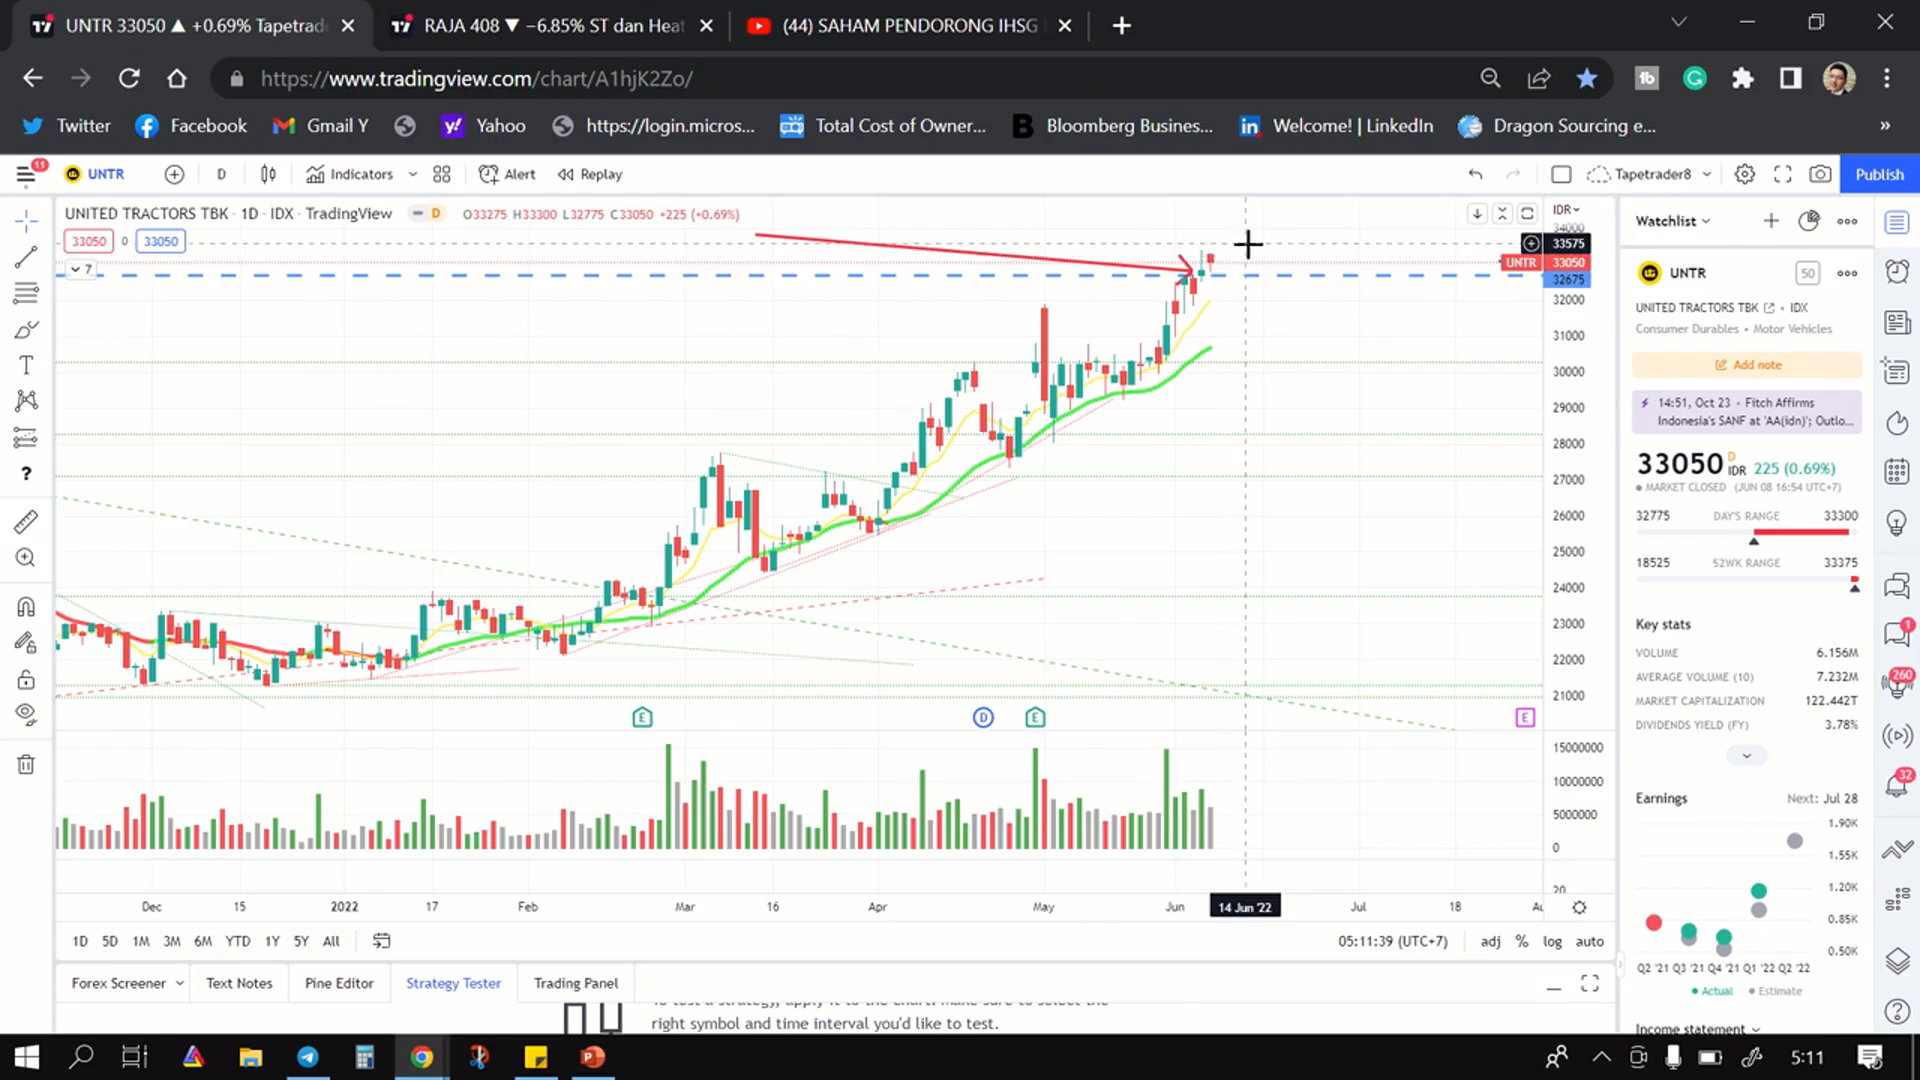 UNTR 33050 ▲ +0.69% Tapetrade
RAJA 408 ▼ −6.85% ST dan Heat
(44) SAHAM PENDORONG IHSG
https://www.tradingview.com/chart/A1hjK2Zo/
Twitter
Facebook
Gmail Y
Yahoo
https://login.micros...
Total Cost of Owner...
Bloomberg Business...
Welcome! | LinkedIn
Dragon Sourcing e...
»
11
UNTR
D
Indicators
Alert
Replay
Tapetrader8
Publish
UNITED TRACTORS TBK · 1D · IDX · TradingView
D
O33275 H33300 L32775 C33050 +225 (+0.69%)
33050
0
33050
7
IDR
34000
33575
UNTR 33050
32675
32000
31000
30000
29000
28000
27000
26000
25000
24000
23000
22000
21000
E
D
E
E
15000000
10000000
5000000
0
20
Dec
15
2022
17
Feb
Mar
16
Apr
May
Jun
14 Jun '22
Jul
18
Au
1D
5D
1M
3M
6M
YTD
1Y
5Y
All
05:11:39 (UTC+7)
adj
%
log
auto
Forex Screener
Text Notes
Pine Editor
Strategy Tester
Trading Panel
To test a strategy, apply it to the chart. Make sure to select the
right symbol and time interval you'd like to test.
Watchlist
UNTR
50
UNITED TRACTORS TBK • IDX
Consumer Durables • Motor Vehicles
Add note
14:51, Oct 23 • Fitch Affirms
Indonesia's SANF at 'AA(idn)'; Outlo...
33050 D IDR 225 (0.69%)
MARKET CLOSED (JUN 08 16:54 UTC+7)
32775 DAY'S RANGE 33300
18525 52WK RANGE 33375
Key stats
VOLUME 6.156M
AVERAGE VOLUME (10) 7.232M
MARKET CAPITALIZATION 122.442T
DIVIDENDS YIELD (FY) 3.78%
Earnings Next: Jul 28
1.90K
1.55K
1.20K
0.85K
0.50K
Q2 '21 Q3 '21 Q4 '21 Q1 '22 Q2 '22
Actual
Estimate
Income statement
1
260
32
5:11